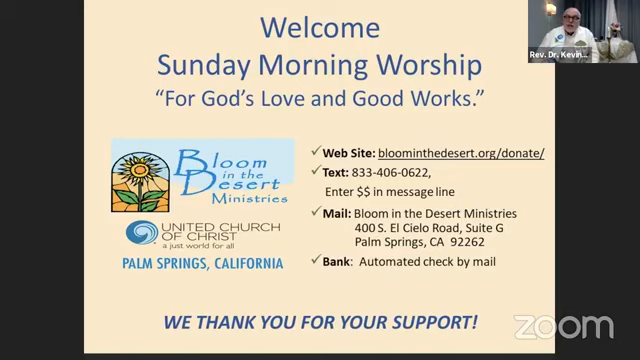 Welcome
Sunday Morning Worship
“For God’s Love and Good Works.”
Rev. Dr. Kevin...
Bloom
in the
Desert
Ministries
UNITED CHURCH
OF CHRIST
a just world for all
PALM SPRINGS, CALIFORNIA
Web Site: bloominthedesert.org/donate/
Text: 833-406-0622,
Enter $$ in message line
Mail: Bloom in the Desert Ministries
400 S. El Cielo Road, Suite G
Palm Springs, CA 92262
Bank: Automated check by mail
WE THANK YOU FOR YOUR SUPPORT!
zoom